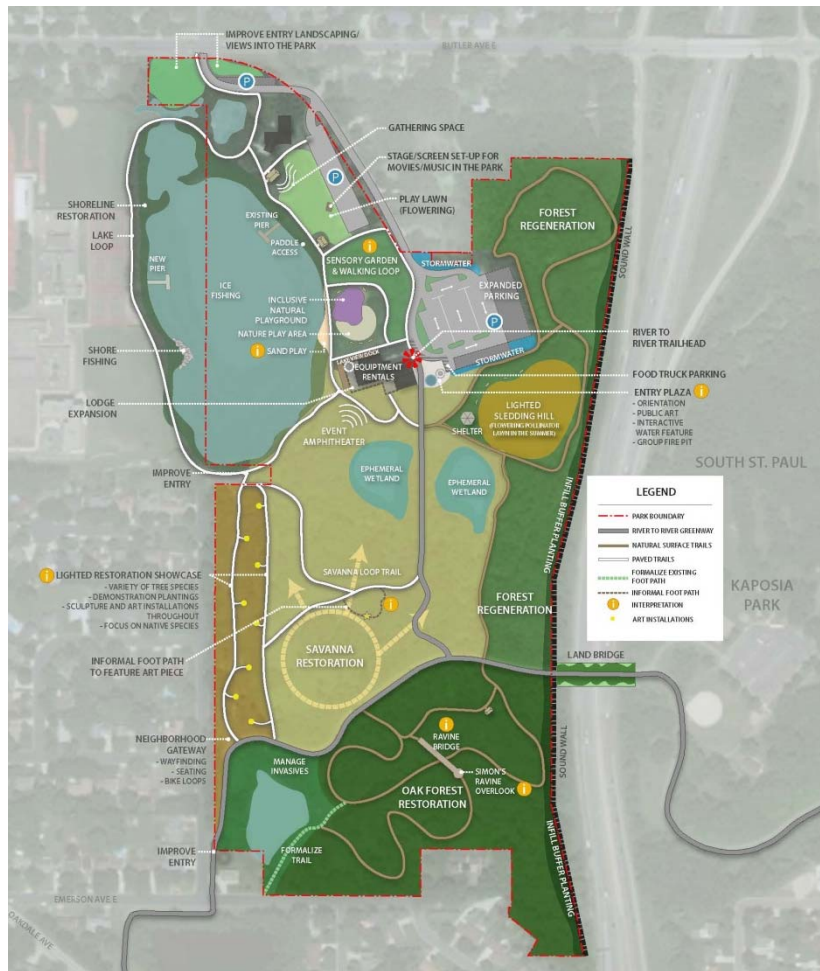 IMPROVE ENTRY LANDSCAPING/
VIEWS INTO THE PARK
BUTLER AVE E
P
GATHERING SPACE
STAGE/SCREEN SET-UP FOR
MOVIES/MUSIC IN THE PARK
P
PLAY LAWN
(FLOWERING)
SHORELINE
RESTORATION
LAKE
LOOP
EXISTING
PIER
PADDLE
ACCESS
i
SENSORY GARDEN
& WALKING LOOP
STORMWATER
FOREST
REGENERATION
SOUND WALL
NEW
PIER
ICE
FISHING
EXPANDED
PARKING
P
INCLUSIVE
NATURAL
PLAYGROUND
NATURE PLAY AREA
i SAND PLAY
RIVER TO
RIVER TRAILHEAD
SHORE
FISHING
LAKE VIEW DOCK
EQUIPTMENT
RENTALS
STORMWATER
FOOD TRUCK PARKING
LODGE
EXPANSION
ENTRY PLAZA i
- ORIENTATION
- PUBLIC ART
- INTERACTIVE
WATER FEATURE
- GROUP FIRE PIT
LIGHTED
SLEDDING HILL
(FLOWERING POLLINATOR
LAWN IN THE SUMMER)
SHELTER
EVENT
AMPHITHEATER
IMPROVE
ENTRY
EPHEMERAL
WETLAND
EPHEMERAL
WETLAND
INFILL BUFFER PLANTING
SOUTH ST. PAUL
LEGEND
PARK BOUNDARY
RIVER TO RIVER GREENWAY
NATURAL SURFACE TRAILS
PAVED TRAILS
FORMALIZE EXISTING
FOOT PATH
INFORMAL FOOT PATH
i INTERPRETATION
ART INSTALLATIONS
KAPOSIA
PARK
i LIGHTED RESTORATION SHOWCASE
- VARIETY OF TREE SPECIES
- DEMONSTRATION PLANTINGS
- SCULPTURE AND ART INSTALLATIONS
THROUGHOUT
- FOCUS ON NATIVE SPECIES
SAVANNA LOOP TRAIL
i
FOREST
REGENERATION
INFORMAL FOOT PATH
TO FEATURE ART PIECE
SAVANNA
RESTORATION
LAND BRIDGE
NEIGHBORHOOD
GATEWAY
- WAYFINDING
- SEATING
- BIKE LOOPS
MANAGE
INVASIVES
i
RAVINE
BRIDGE
SOUND WALL
OAK FOREST
RESTORATION
SIMON'S
RAVINE
OVERLOOK i
IMPROVE
ENTRY
FORMALIZE
TRAIL
INFILL BUFFER PLANTING
EMERSON AVE. E
OAKDALE AVE.